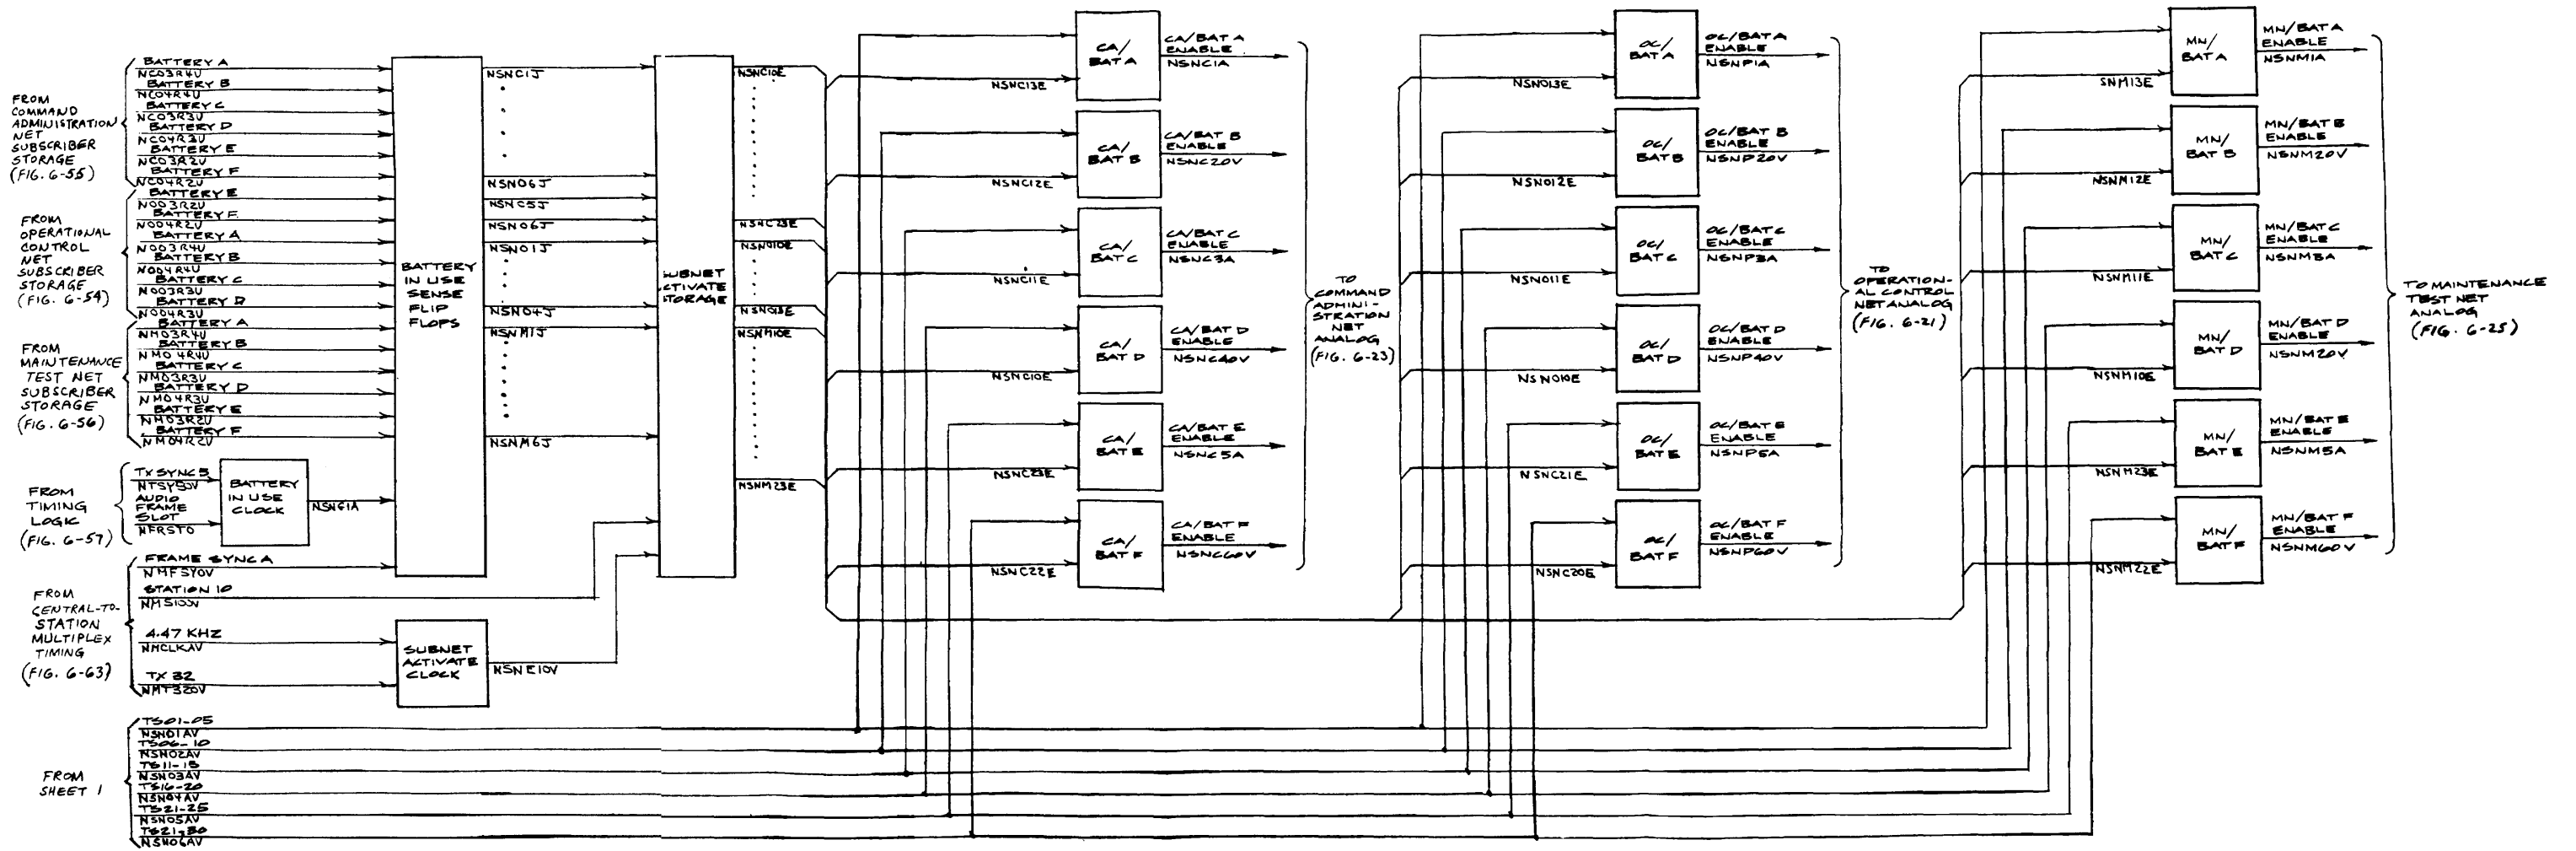 FROM
COMMAND
ADMINISTRATION
NET
SUBSCRIBER
STORAGE
(FIG. 6-55)
BATTERY A
NC03R4U
BATTERY B
NC04R4U
BATTERY C
NC03R3U
BATTERY D
NC04R3U
BATTERY E
NC03R2U
BATTERY F
NC04R2U
FROM
OPERATIONAL
CONTROL
NET
SUBSCRIBER
STORAGE
(FIG. 6-54)
BATTERY E
NO03R2U
BATTERY F
NO04R2U
BATTERY A
NO03R4U
BATTERY B
NO04R4U
BATTERY C
NO03R3U
BATTERY D
NO04R3U
FROM
MAINTENANCE
TEST NET
SUBSCRIBER
STORAGE
(FIG. 6-56)
BATTERY A
NM03R4U
BATTERY B
NM04R4U
BATTERY C
NM03R3U
BATTERY D
NM04R3U
BATTERY E
NM03R2U
BATTERY F
NM04R2U
FROM
TIMING
LOGIC
(FIG. 6-57)
TX SYNC 5
NTSY50V
AUDIO
FRAME
SLOT
NFRST0
BATTERY
IN USE
CLOCK
NSNG1A
FROM
CENTRAL-TO-
STATION
MULTIPLEX
TIMING
(FIG. 6-63)
FRAME SYNC A
NMFSY0V
STATION 10
NMS100V
4.47 KHZ
NMCLKAV
TX 32
NMT320V
SUBNET
ACTIVATE
CLOCK
NSNE10V
FROM
SHEET 1
TS01-05
NSN01AV
TS06-10
NSN02AV
TS11-15
NSN03AV
TS16-20
NSN04AV
TS21-25
NSN05AV
TS21-30
NSN06AV
BATTERY
IN USE
SENSE
FLIP
FLOPS
NSNC1J
NSNO6J
NSNC5J
NSNO6J
NSNO1J
NSNO4J
NSNM1J
NSNM6J
UBNET
CTIVATE
TORAGE
NSNC10E
NSNC23E
NSNO10E
NSNO13E
NSNM10E
NSNM23E
NSNC13E
CA/
BAT A
CA/BAT A
ENABLE
NSNC1A
NSNC12E
CA/
BAT B
CA/BAT B
ENABLE
NSNC20V
NSNC11E
CA/
BAT C
CA/BAT C
ENABLE
NSNC3A
NSNC10E
CA/
BAT D
CA/BAT D
ENABLE
NSNC40V
NSNC23E
CA/
BAT E
CA/BAT E
ENABLE
NSNC5A
NSNC22E
CA/
BAT F
CA/BAT F
ENABLE
NSNC60V
TO
COMMAND
ADMINI-
STRATION
NET
ANALOG
(FIG. 6-23)
NSNO13E
OC/
BAT A
OC/BAT A
ENABLE
NSNP1A
NSNO12E
OC/
BAT B
OC/BAT B
ENABLE
NSNP20V
NSNO11E
OC/
BAT C
OC/BAT C
ENABLE
NSNP3A
NSNO10E
OC/
BAT D
OC/BAT D
ENABLE
NSNP40V
NSNC21E
OC/
BAT E
OC/BAT E
ENABLE
NSNP5A
NSNC20E
OC/
BAT F
OC/BAT F
ENABLE
NSNP60V
TO
OPERATION-
AL CONTROL
NET ANALOG
(FIG. 6-21)
SNM13E
MN/
BAT A
MN/BAT A
ENABLE
NSNM1A
NSNM12E
MN/
BAT B
MN/BAT B
ENABLE
NSNM20V
NSNM11E
MN/
BAT C
MN/BAT C
ENABLE
NSNM3A
NSNM10E
MN/
BAT D
MN/BAT D
ENABLE
NSNM20V
NSNM23E
MN/
BAT E
MN/BAT E
ENABLE
NSNM5A
NSNM22E
MN/
BAT F
MN/BAT F
ENABLE
NSNM60V
TO MAINTENANCE
TEST NET
ANALOG
(FIG. 6-25)